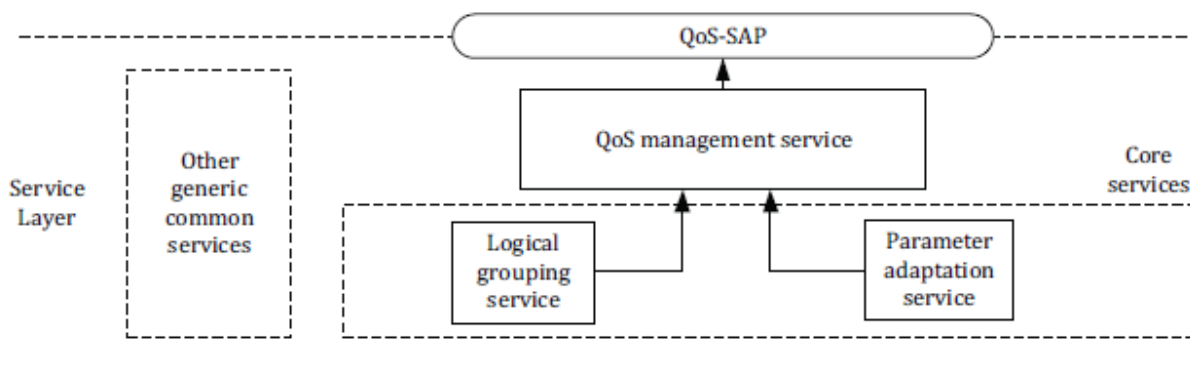 QoS-SAP
QoS management service
Other
generic
common
services
Service
Layer
Core
services
Logical
grouping
service
Parameter
adaptation
service